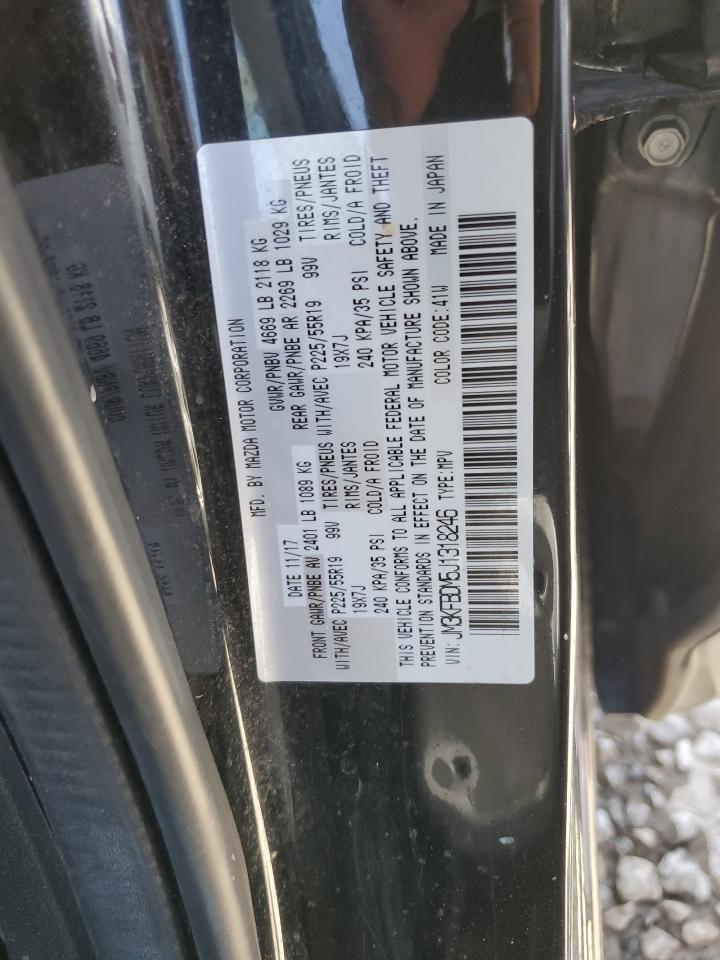 MFD. BY MAZDA MOTOR CORPORATION
DATE 11/17 GVWR/PNBV 4669 LB 2118 KG
FRONT GAWR/PNBE AV 2401 LB 1089 KG REAR GAWR/PNBE AR 2269 LB 1029 KG
WITH/AVEC P225/55R19 99V TIRES/PNEUS WITH/AVEC P225/55R19 99V TIRES/PNEUS
19X7J RIMS/JANTES 19X7J RIMS/JANTES
240 KPA/35 PSI COLD/A FROID 240 KPA/35 PSI COLD/A FROID
THIS VEHICLE CONFORMS TO ALL APPLICABLE FEDERAL MOTOR VEHICLE SAFETY AND THEFT
PREVENTION STANDARDS IN EFFECT ON THE DATE OF MANUFACTURE SHOWN ABOVE.
VIN: JM3KFBDM5J1318246 TYPE:MPV COLOR CODE:41W MADE IN JAPAN